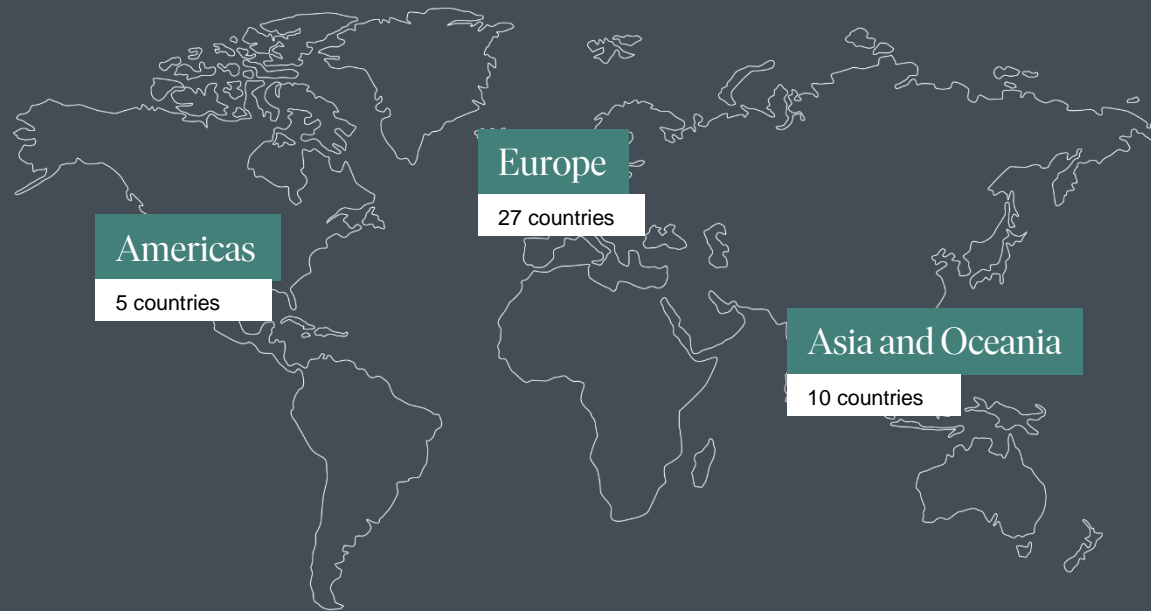 Europe
27 countries
Americas
5 countries
Asia and Oceania
10 countries